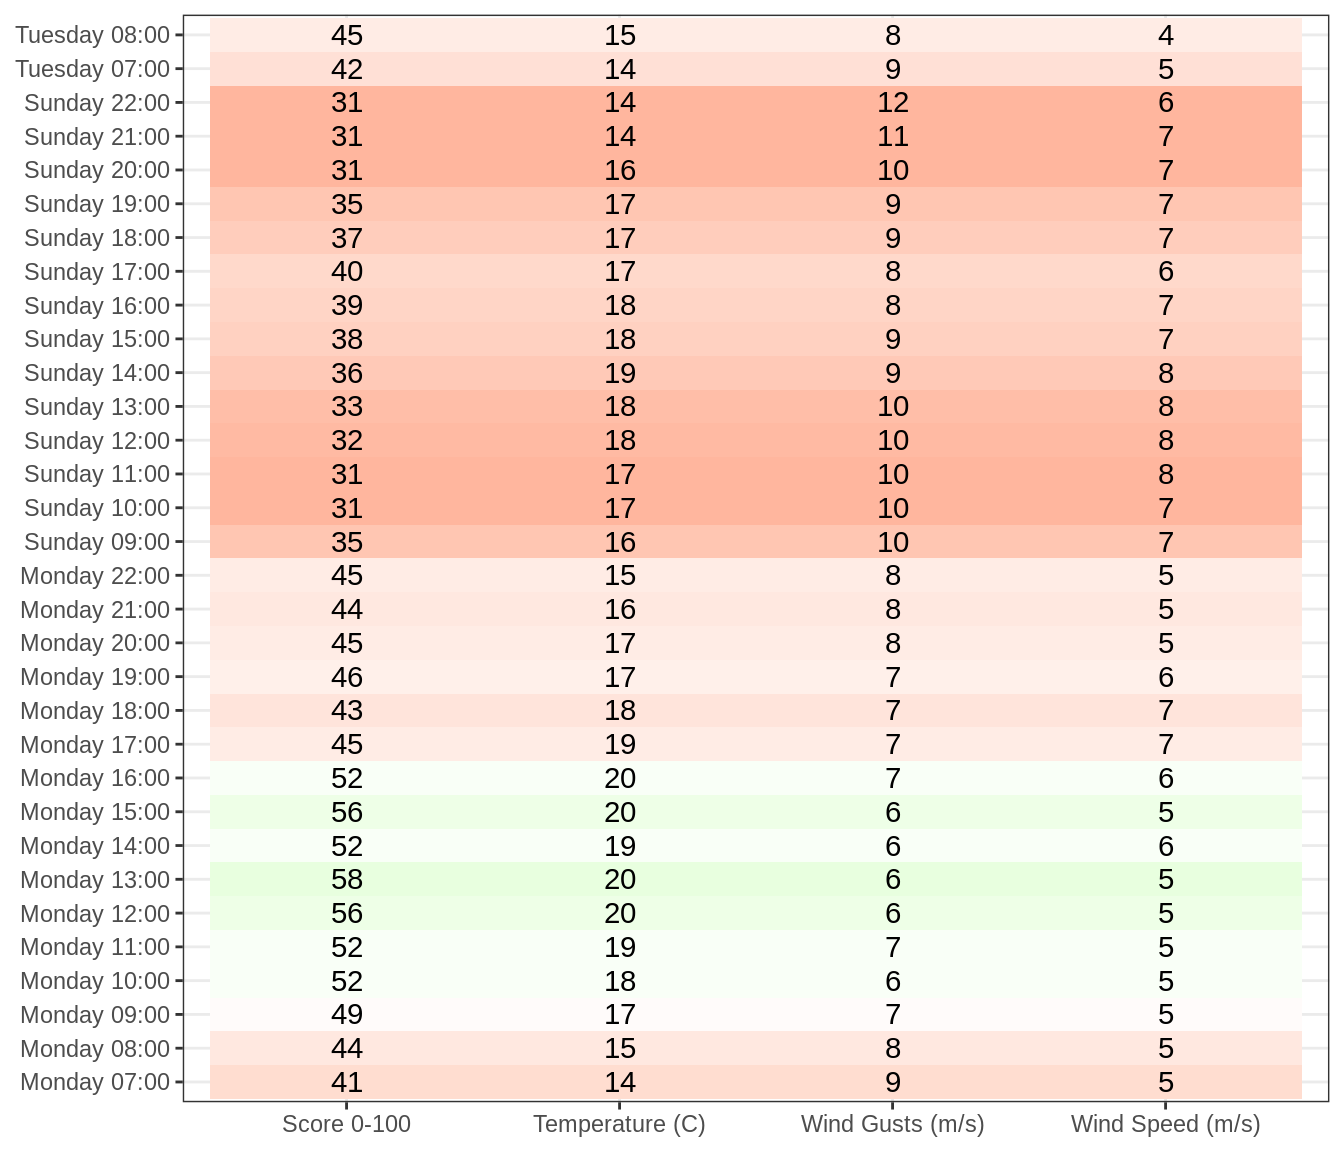 Tuesday 08:00 45 15 8 4
Tuesday 07:00 42 14 9 5
Sunday 22:00 31 14 12 6
Sunday 21:00 31 14 11 7
Sunday 20:00 31 16 10 7
Sunday 19:00 35 17 9 7
Sunday 18:00 37 17 9 7
Sunday 17:00 40 17 8 6
Sunday 16:00 39 18 8 7
Sunday 15:00 38 18 9 7
Sunday 14:00 36 19 9 8
Sunday 13:00 33 18 10 8
Sunday 12:00 32 18 10 8
Sunday 11:00 31 17 10 8
Sunday 10:00 31 17 10 7
Sunday 09:00 35 16 10 7
Monday 22:00 45 15 8 5
Monday 21:00 44 16 8 5
Monday 20:00 45 17 8 5
Monday 19:00 46 17 7 6
Monday 18:00 43 18 7 7
Monday 17:00 45 19 7 7
Monday 16:00 52 20 7 6
Monday 15:00 56 20 6 5
Monday 14:00 52 19 6 6
Monday 13:00 58 20 6 5
Monday 12:00 56 20 6 5
Monday 11:00 52 19 7 5
Monday 10:00 52 18 6 5
Monday 09:00 49 17 7 5
Monday 08:00 44 15 8 5
Monday 07:00 41 14 9 5
Score 0-100 Temperature (C) Wind Gusts (m/s) Wind Speed (m/s)